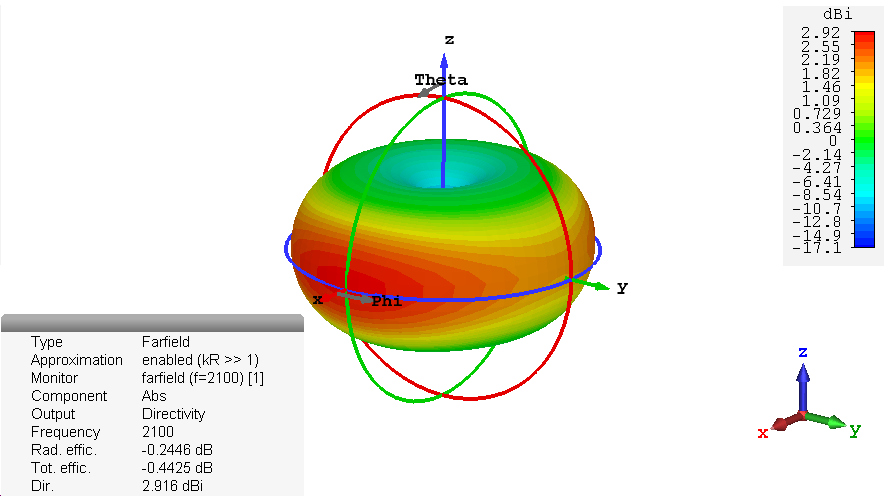 dBi
2.92
2.55
2.19
1.82
1.46
1.09
0.729
0.364
0
-2.14
-4.27
-6.41
-8.54
-10.7
-12.8
-14.9
-17.1
z
Theta
y
x
Phi
Type Farfield
Approximation enabled (kR >> 1)
Monitor farfield (f=2100) [1]
Component Abs
Output Directivity
Frequency 2100
Rad. effic. -0.2446 dB
Tot. effic. -0.4425 dB
Dir. 2.916 dBi
z
x
y